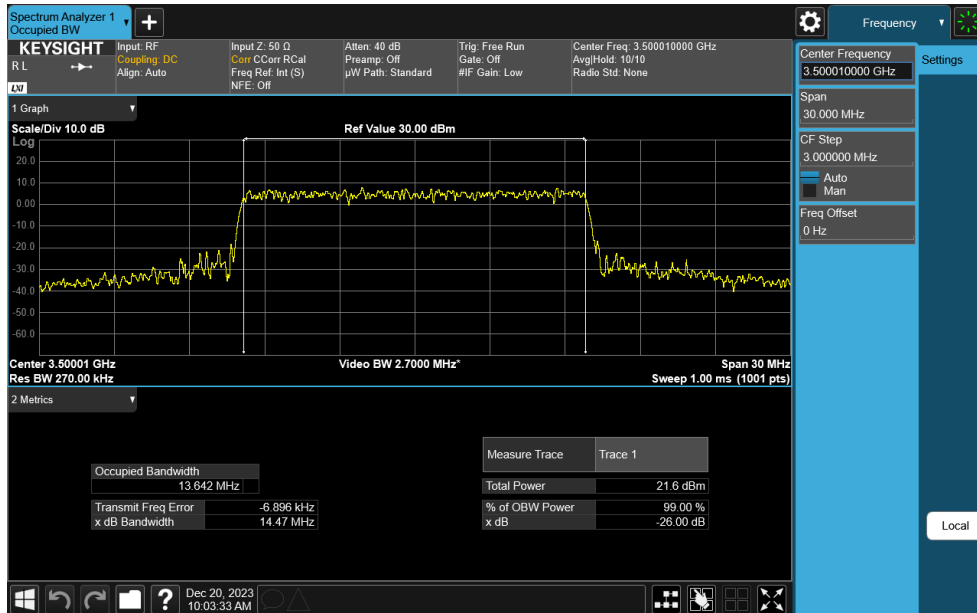 Spectrum Analyzer 1
Occupied BW
Frequency
KEYSIGHT
R L
LXI
Input: RF
Coupling: DC
Align: Auto
Input Z: 50 Ω
Corr CCorr RCal
Freq Ref: Int (S)
NFE: Off
Atten: 40 dB
Preamp: Off
µW Path: Standard
Trig: Free Run
Gate: Off
#IF Gain: Low
Center Freq: 3.500010000 GHz
Avg|Hold: 10/10
Radio Std: None
Center Frequency
3.500010000 GHz
Settings
Span
30.000 MHz
CF Step
3.000000 MHz
Auto
Man
Freq Offset
0 Hz
Local
1 Graph
Scale/Div 10.0 dB
Ref Value 30.00 dBm
Log
20.0
10.0
0.00
-10.0
-20.0
-30.0
-40.0
-50.0
-60.0
Center 3.50001 GHz
Video BW 2.7000 MHz*
Span 30 MHz
Res BW 270.00 kHz
Sweep 1.00 ms (1001 pts)
2 Metrics
Occupied Bandwidth
13.642 MHz
Transmit Freq Error -6.896 kHz
x dB Bandwidth 14.47 MHz
Measure Trace Trace 1
Total Power 21.6 dBm
% of OBW Power 99.00 %
x dB -26.00 dB
?
Dec 20, 2023
10:03:33 AM